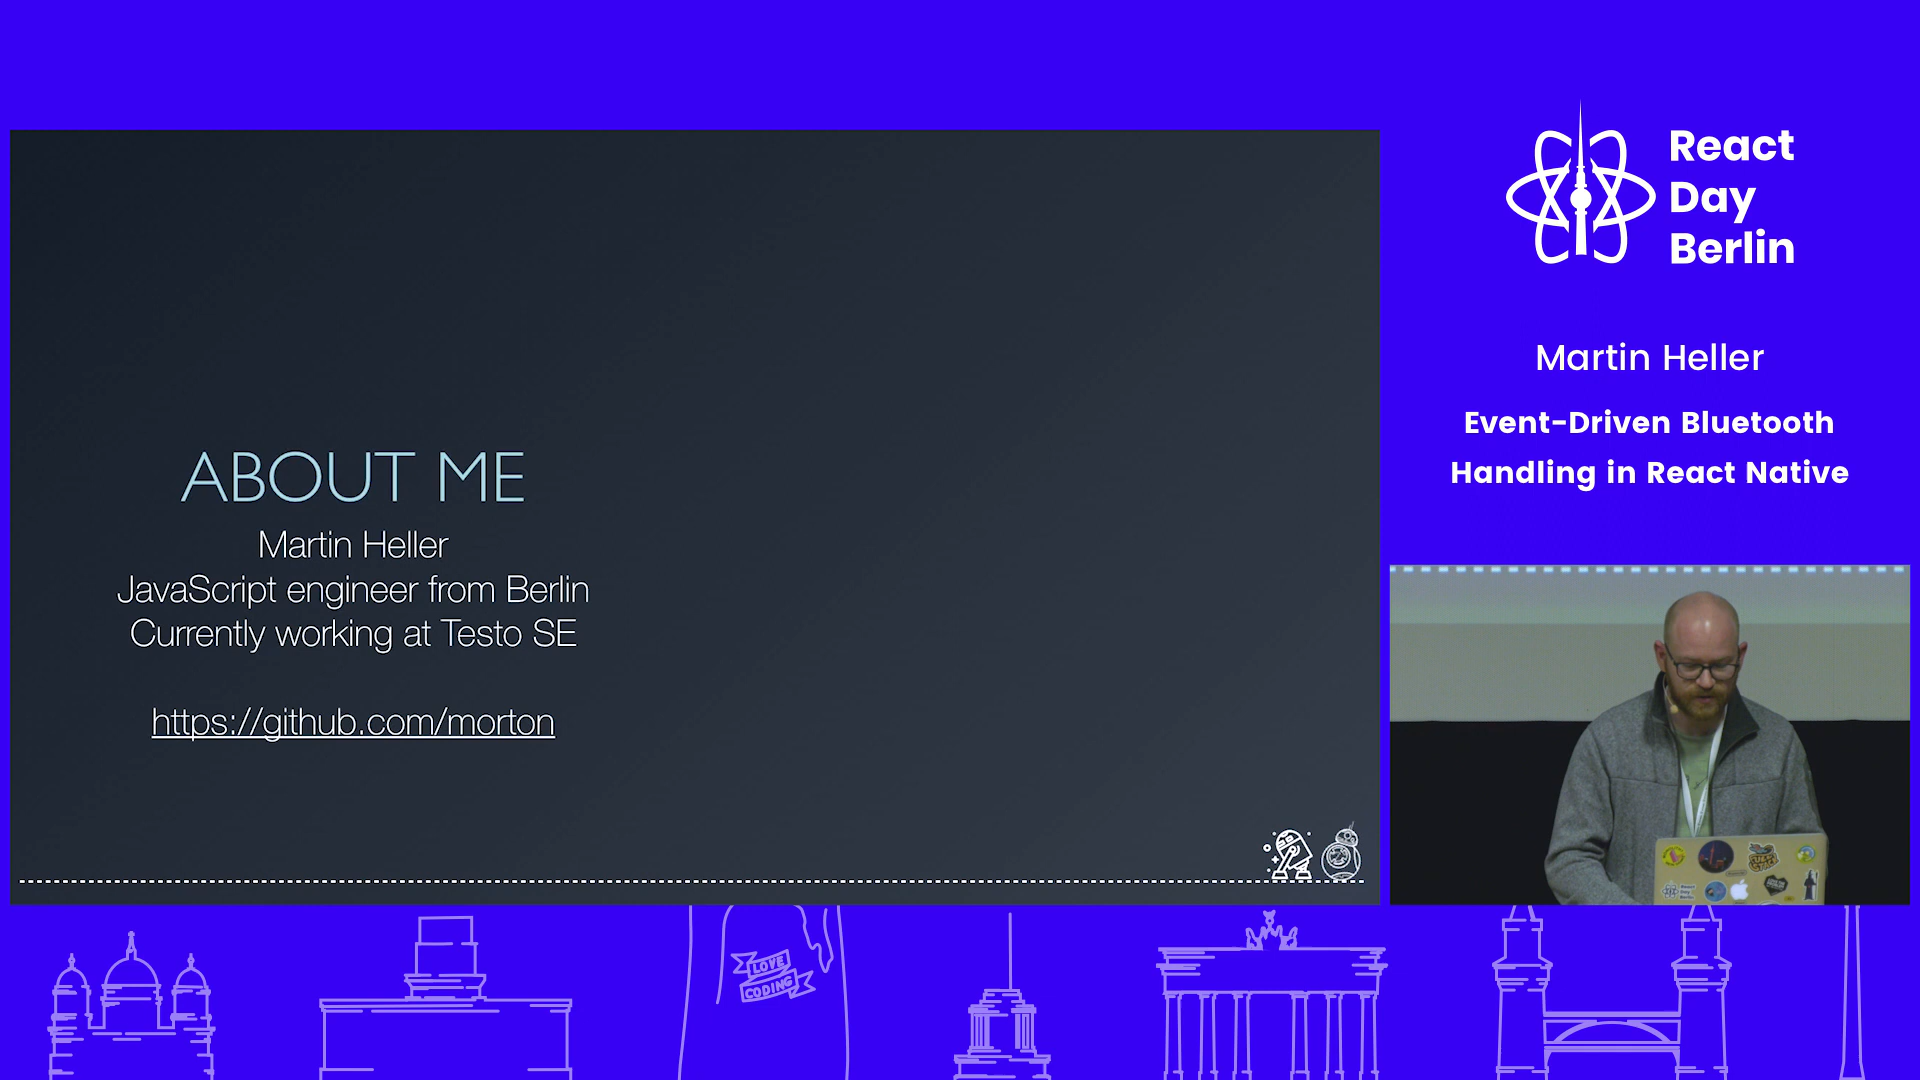 ABOUT ME
Martin Heller
JavaScript engineer from Berlin
Currently working at Testo SE
https://github.com/morton
React
Day
Berlin
Martin Heller
Event-Driven Bluetooth
Handling in React Native
LOVE
CODING